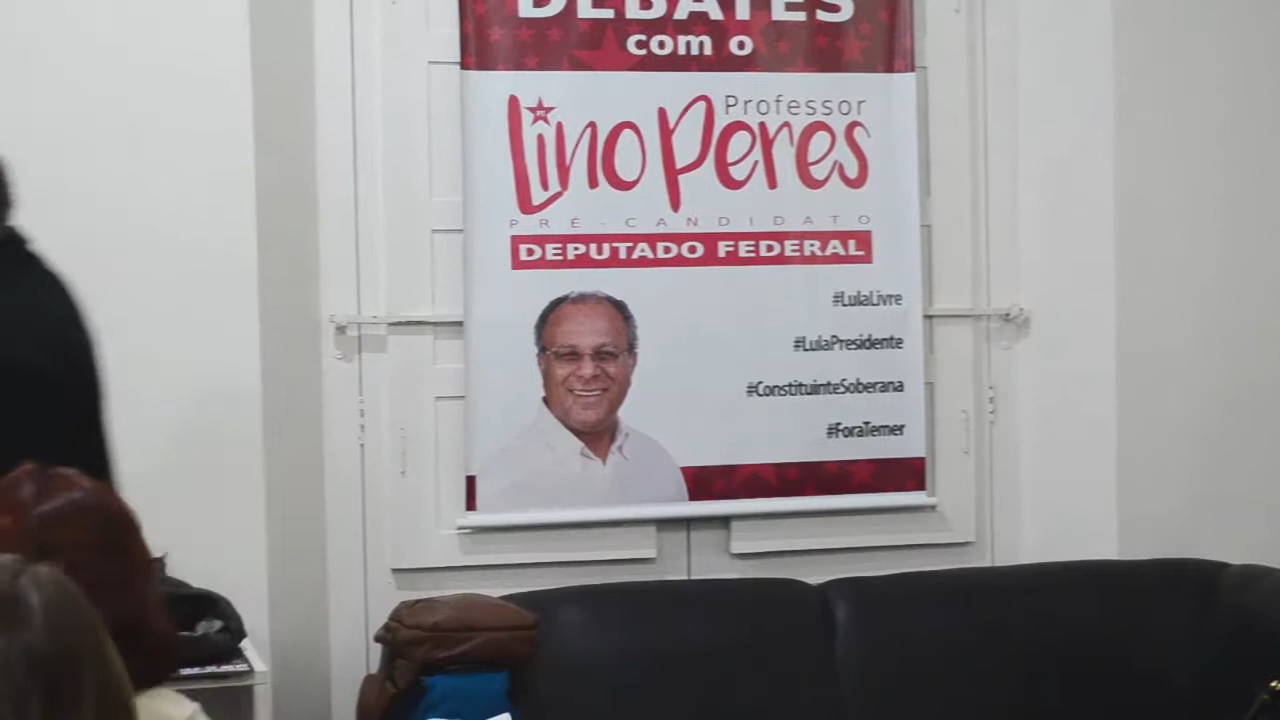 DEBATES
com o
Professor
Lino Peres
PRÉ-CANDIDATO
DEPUTADO FEDERAL
#LulaLivre
#LulaPresidente
#ConstituinteSoberana
#ForaTemer